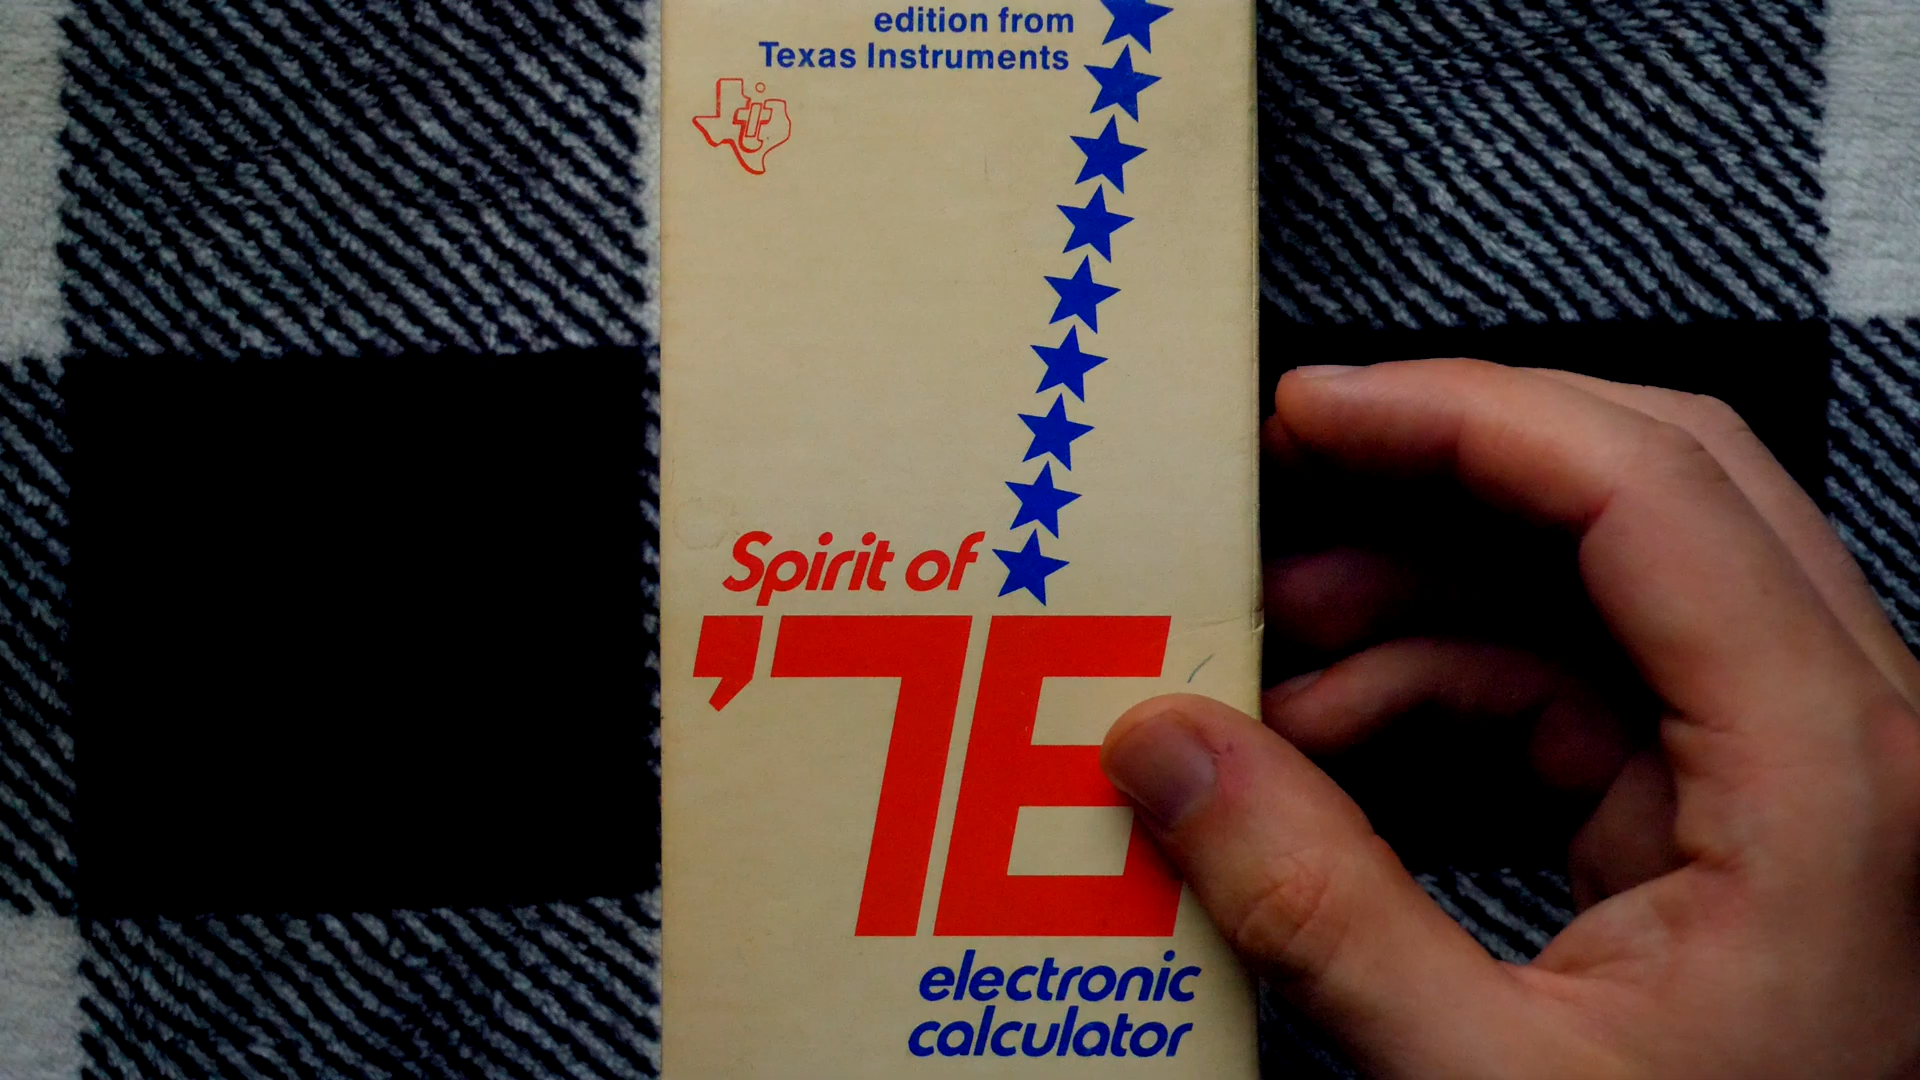 edition from
Texas Instruments
Spirit of
'76
electronic
calculator